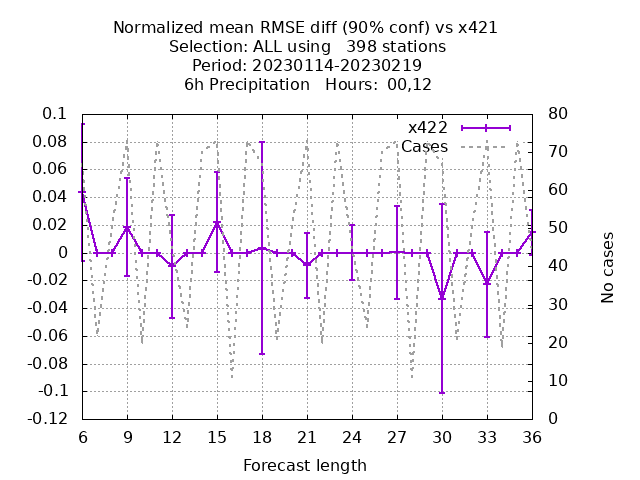 Normalized mean RMSE diff (90% conf) vs x421
Selection: ALL using   398 stations
Period: 20230114-20230219
6h Precipitation   Hours:  00,12
x422
Cases
0.1
0.08
0.06
0.04
0.02
0
-0.02
-0.04
-0.06
-0.08
-0.1
-0.12
80
70
60
50
40
30
20
10
0
No cases
6 9 12 15 18 21 24 27 30 33 36
Forecast length